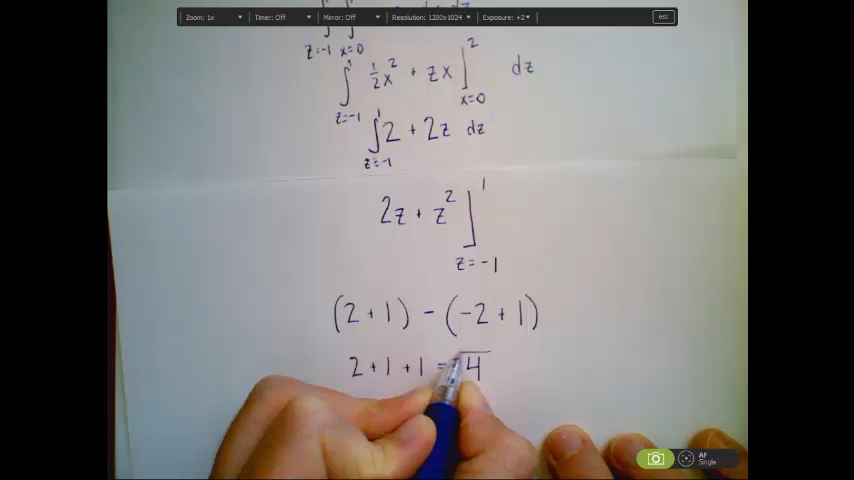 Zoom: 1x Timer: Off Mirror: Off Resolution: 1280x1024 Exposure: +2 esc
z=-1 x=0
∫_{z=-1}^{1} ½x² + zx ]_{x=0}^{2} dz
∫_{z=-1}^{1} 2 + 2z dz
2z + z² ]_{z=-1}^{1}
(2 + 1) - (-2 + 1)
2 + 1 + 1 = 4
AF
Single